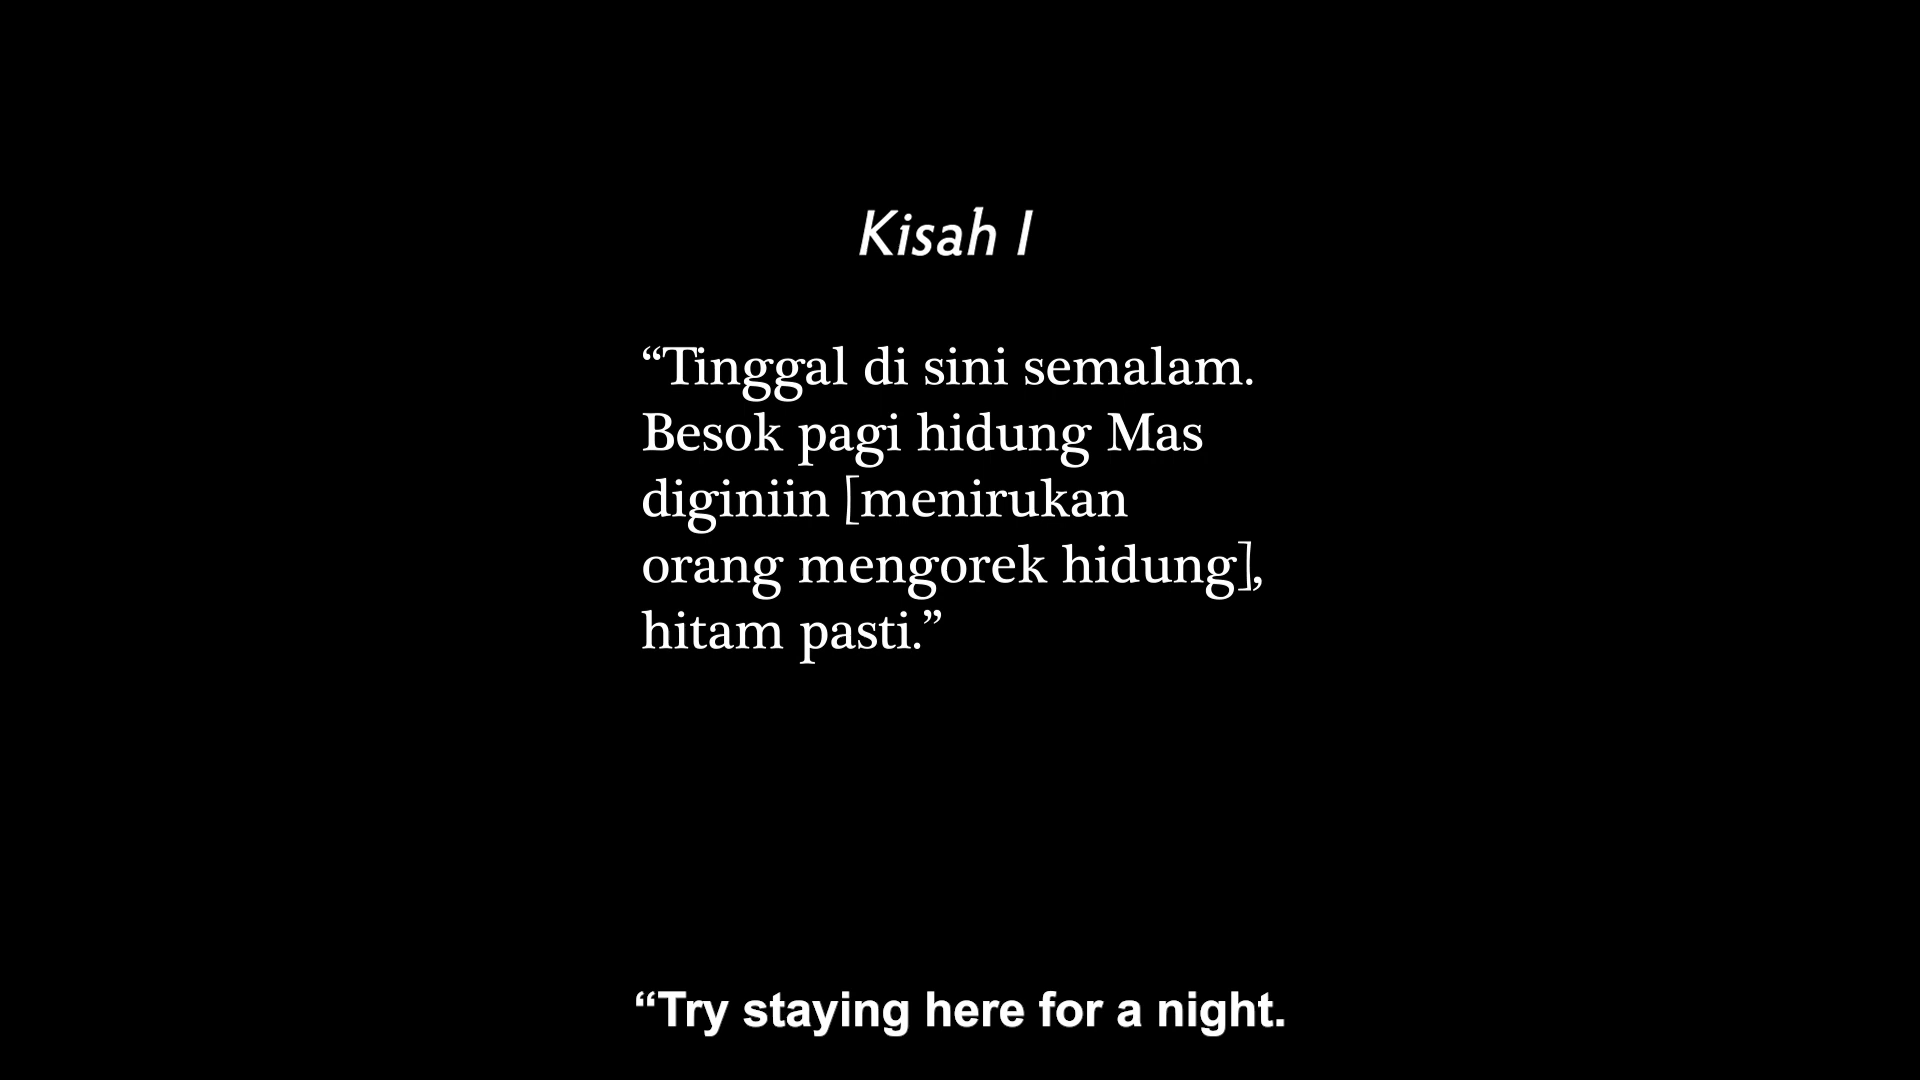 Kisah I
“Tinggal di sini semalam.
Besok pagi hidung Mas
diginiin [menirukan
orang mengorek hidung],
hitam pasti.”
“Try staying here for a night.